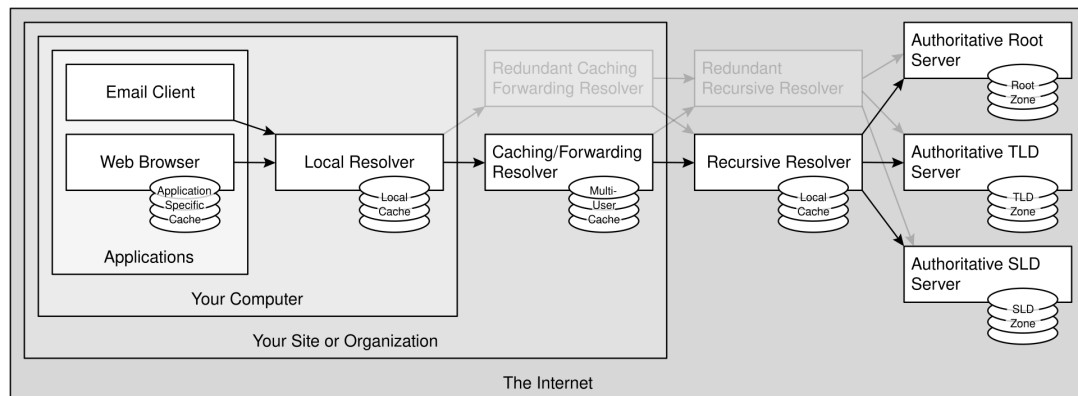 Email Client
Web Browser
Application
Specific
Cache
Applications
Your Computer
Local Resolver
Local
Cache
Your Site or Organization
Redundant Caching
Forwarding Resolver
Caching/Forwarding
Resolver
Multi-
User
Cache
Redundant
Recursive Resolver
Recursive Resolver
Local
Cache
Authoritative Root
Server
Root
Zone
Authoritative TLD
Server
TLD
Zone
Authoritative SLD
Server
SLD
Zone
The Internet